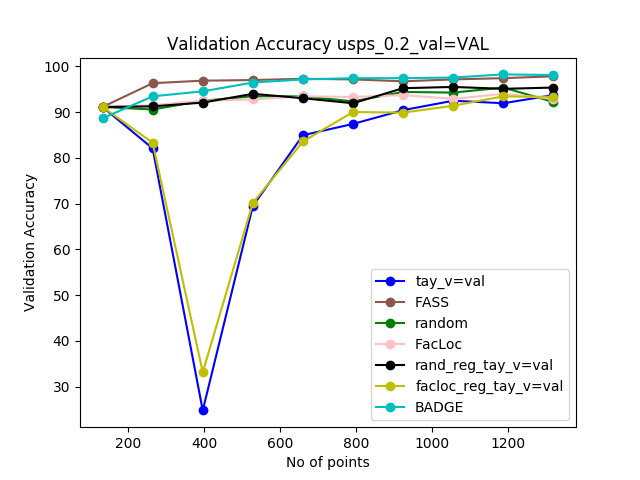 Validation Accuracy usps_0.2_val=VAL
100
90
80
70
60
50
40
30
Validation Accuracy
200
400
600
800
1000
1200
No of points
tay_v=val
FASS
random
FacLoc
rand_reg_tay_v=val
facloc_reg_tay_v=val
BADGE